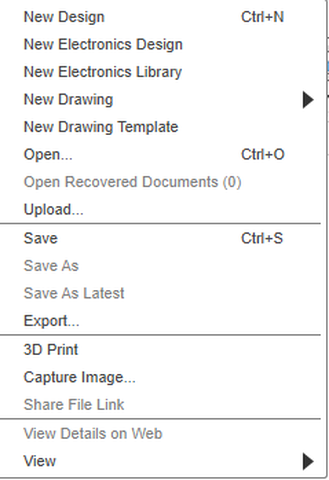 New Design Ctrl+N
New Electronics Design
New Electronics Library
New Drawing
New Drawing Template
Open... Ctrl+O
Open Recovered Documents (0)
Upload...
Save Ctrl+S
Save As
Save As Latest
Export...
3D Print
Capture Image...
Share File Link
View Details on Web
View